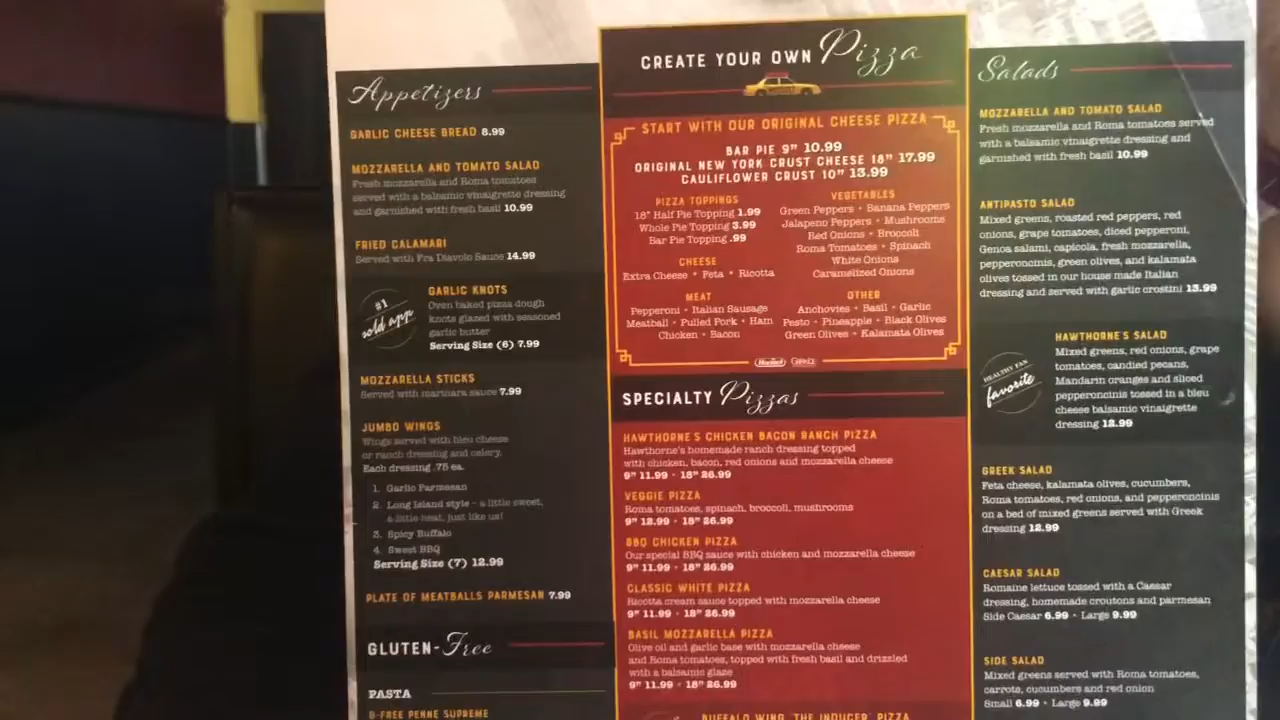 Appetizers
GARLIC CHEESE BREAD 8.99
MOZZARELLA AND TOMATO SALAD
Fresh mozzarella and Roma tomatoes
served with a balsamic vinaigrette dressing
and garnished with fresh basil 10.99
FRIED CALAMARI
Served with Fra Diavolo Sauce 14.99
#1
sold app
GARLIC KNOTS
Oven baked pizza dough
knots glazed with seasoned
garlic butter
Serving Size (6) 7.99
MOZZARELLA STICKS
Served with marinara sauce 7.99
JUMBO WINGS
Wings served with bleu cheese
or ranch dressing and celery.
Each dressing .75 ea.
1. Garlic Parmesan
2. Long Island style - a little sweet,
a little heat, just like us!
3. Spicy Buffalo
4. Sweet BBQ
Serving Size (7) 12.99
PLATE OF MEATBALLS PARMESAN 7.99
GLUTEN-Free
PASTA
G-FREE PENNE SUPREME
CREATE YOUR OWN Pizza
START WITH OUR ORIGINAL CHEESE PIZZA
BAR PIE 9" 10.99
ORIGINAL NEW YORK CRUST CHEESE 18" 17.99
CAULIFLOWER CRUST 10" 13.99
PIZZA TOPPINGS
18" Half Pie Topping 1.99
Whole Pie Topping 3.99
Bar Pie Topping .99
CHEESE
Extra Cheese • Feta • Ricotta
MEAT
Pepperoni • Italian Sausage
Meatball • Pulled Pork • Ham
Chicken • Bacon
VEGETABLES
Green Peppers • Banana Peppers
Jalapeno Peppers • Mushrooms
Red Onions • Broccoli
Roma Tomatoes • Spinach
White Onions
Caramelized Onions
OTHER
Anchovies • Basil • Garlic
Pesto • Pineapple • Black Olives
Green Olives • Kalamata Olives
Hormel
SPECIALTY Pizzas
HAWTHORNE'S CHICKEN BACON RANCH PIZZA
Hawthorne's homemade ranch dressing topped
with chicken, bacon, red onions and mozzarella cheese
9" 11.99 • 18" 26.99
VEGGIE PIZZA
Roma tomatoes, spinach, broccoli, mushrooms
9" 12.99 • 18" 26.99
BBQ CHICKEN PIZZA
Our special BBQ sauce with chicken and mozzarella cheese
9" 11.99 • 18" 26.99
CLASSIC WHITE PIZZA
Ricotta cream sauce topped with mozzarella cheese
9" 11.99 • 18" 26.99
BASIL MOZZARELLA PIZZA
Olive oil and garlic base with mozzarella cheese
and Roma tomatoes, topped with fresh basil and drizzled
with a balsamic glaze
9" 11.99 • 18" 26.99
BUFFALO WING "THE INDUCER" PIZZA
Salads
MOZZARELLA AND TOMATO SALAD
Fresh mozzarella and Roma tomatoes served
with a balsamic vinaigrette dressing and
garnished with fresh basil 10.99
ANTIPASTO SALAD
Mixed greens, roasted red peppers, red
onions, grape tomatoes, diced pepperoni,
Genoa salami, capicola, fresh mozzarella,
pepperoncinis, green olives, and kalamata
olives tossed in our house made Italian
dressing and served with garlic crostini 13.99
HEALTHY FAN
favorite
HAWTHORNE'S SALAD
Mixed greens, red onions, grape
tomatoes, candied pecans,
Mandarin oranges and sliced
pepperoncinis tossed in a bleu
cheese balsamic vinaigrette
dressing 12.99
GREEK SALAD
Feta cheese, kalamata olives, cucumbers,
Roma tomatoes, red onions, and pepperoncinis
on a bed of mixed greens served with Greek
dressing 12.99
CAESAR SALAD
Romaine lettuce tossed with a Caesar
dressing, homemade croutons and parmesan
Side Caesar 6.99 • Large 9.99
SIDE SALAD
Mixed greens served with Roma tomatoes,
carrots, cucumbers and red onion
Small 6.99 • Large 9.99